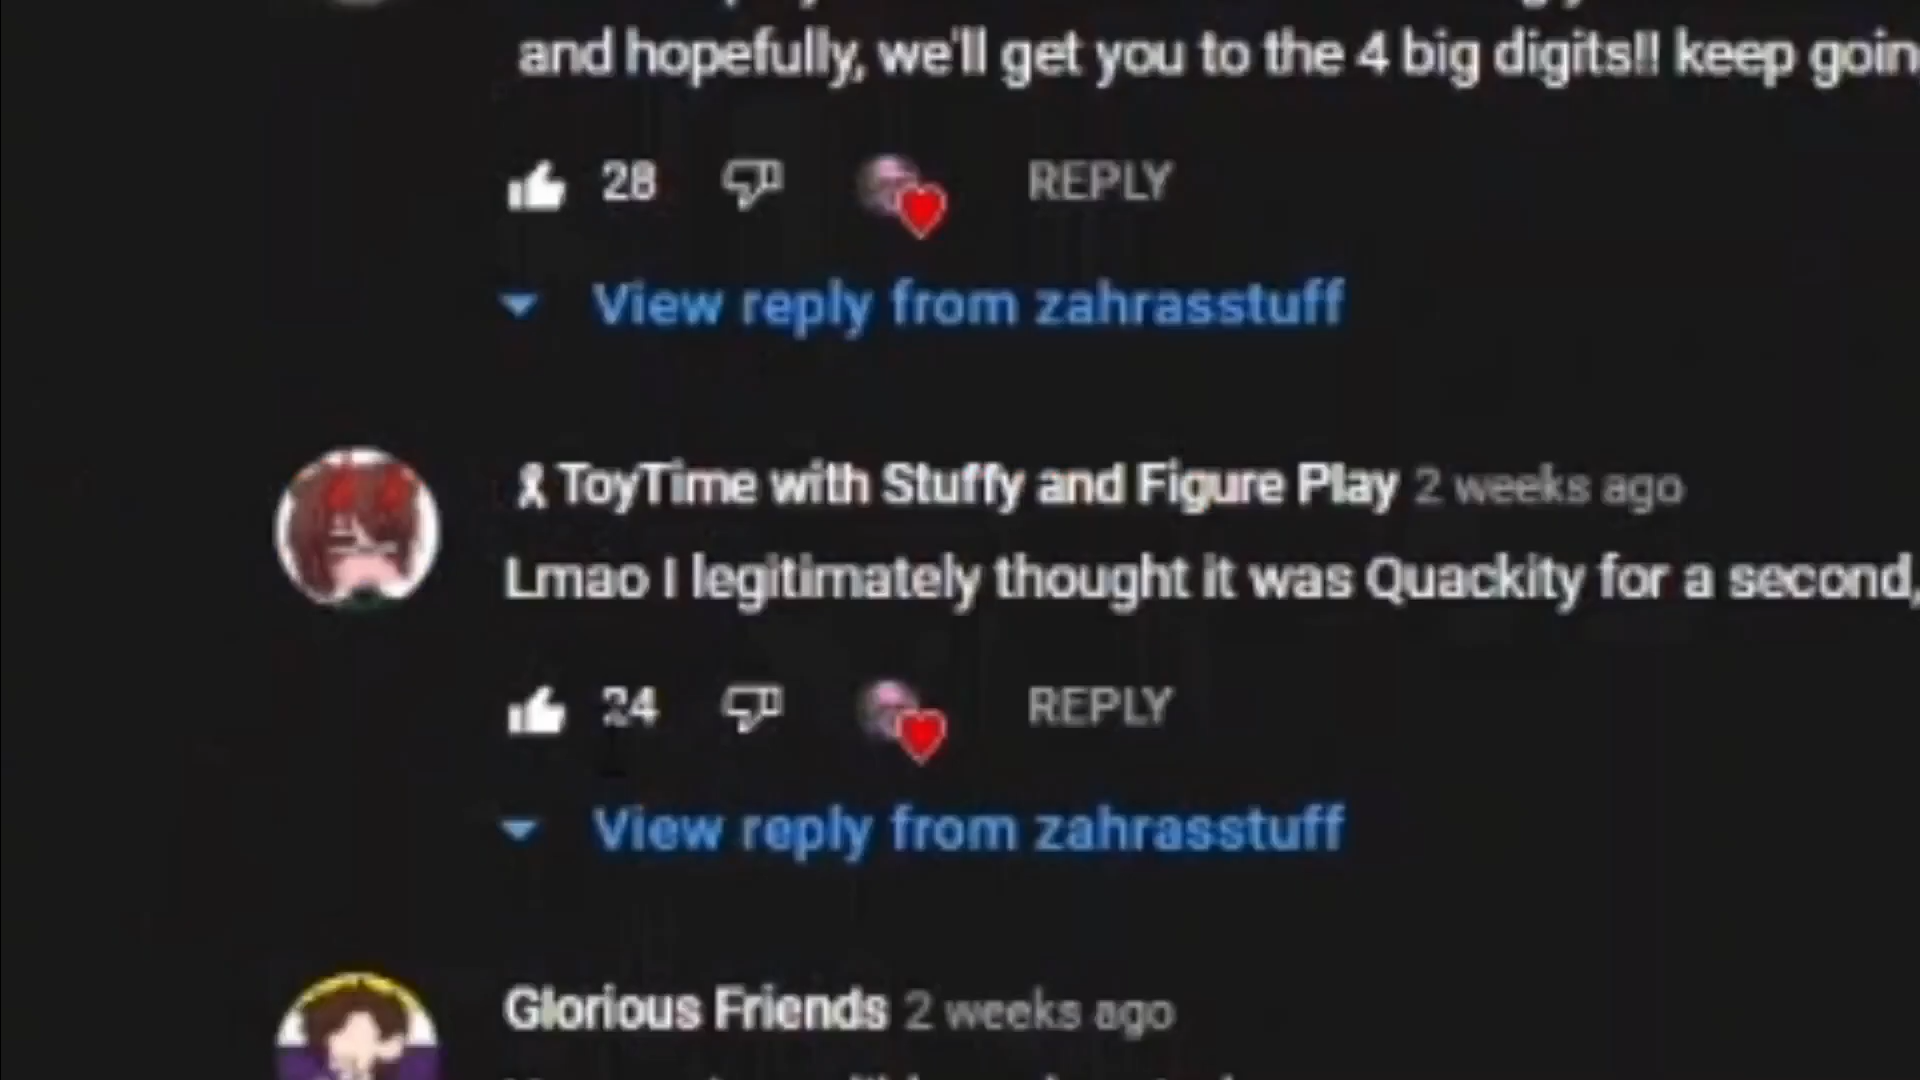 and hopefully, we'll get you to the 4 big digits!! keep goin
28 REPLY
View reply from zahrasstuff
ToyTime with Stuffy and Figure Play 2 weeks ago
Lmao I legitimately thought it was Quackity for a second,
24 REPLY
View reply from zahrasstuff
Glorious Friends 2 weeks ago